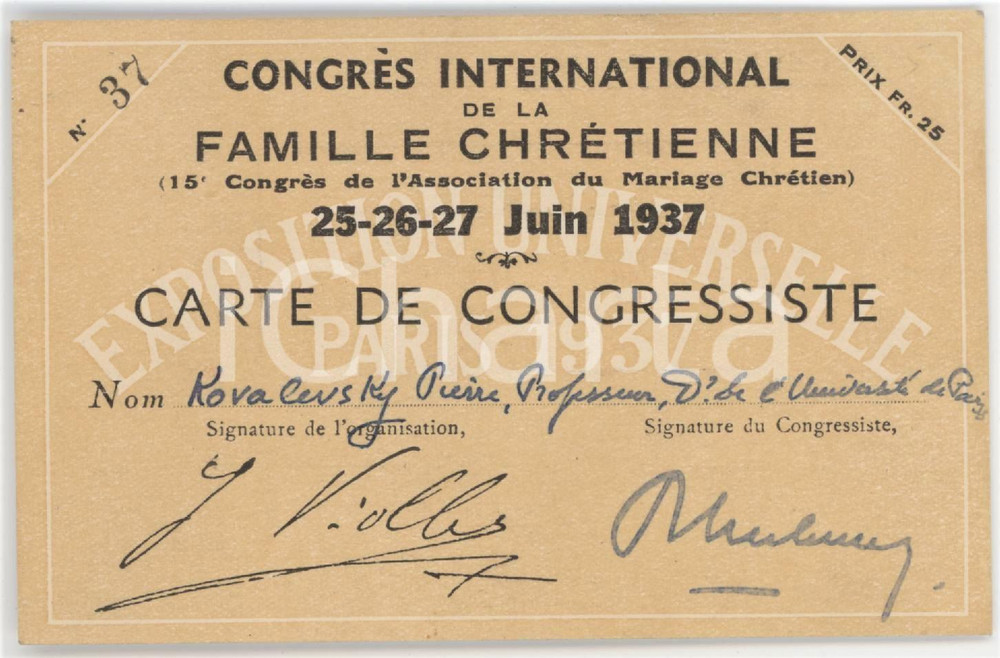 N° 37
PRIX FR. 25
CONGRÈS INTERNATIONAL
DE LA
FAMILLE CHRÉTIENNE
(15e Congrès de l'Association du Mariage Chrétien)
25-26-27 Juin 1937
EXPOSITION UNIVERSELLE
PARIS 1937
CARTE DE CONGRESSISTE
Nom Kovalevsky Pierre, Professeur, Dr de l'Université de Paris
Signature de l'organisation,
Signature du Congressiste,
J Viollet